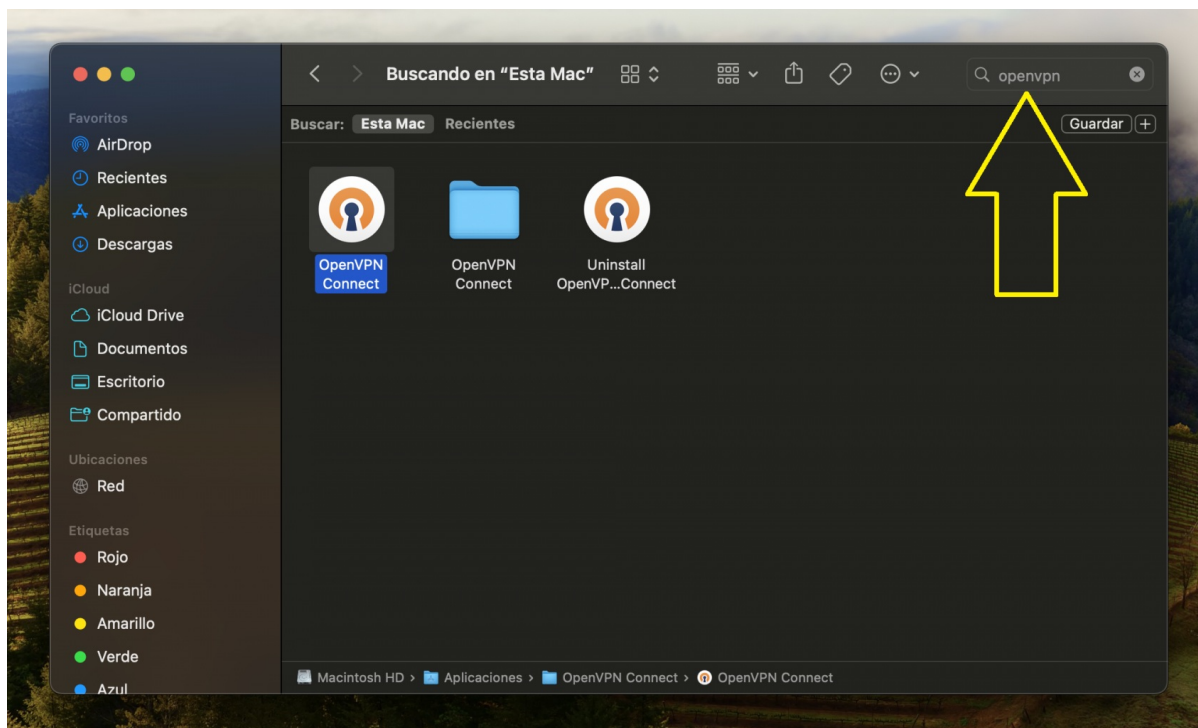 Buscando en “Esta Mac”
openvpn
Favoritos
AirDrop
Recientes
Aplicaciones
Descargas
iCloud
iCloud Drive
Documentos
Escritorio
Compartido
Ubicaciones
Red
Etiquetas
Rojo
Naranja
Amarillo
Verde
Azul
Buscar: Esta Mac Recientes
Guardar
OpenVPN
Connect
OpenVPN
Connect
Uninstall
OpenVP...Connect
Macintosh HD › Aplicaciones › OpenVPN Connect › OpenVPN Connect